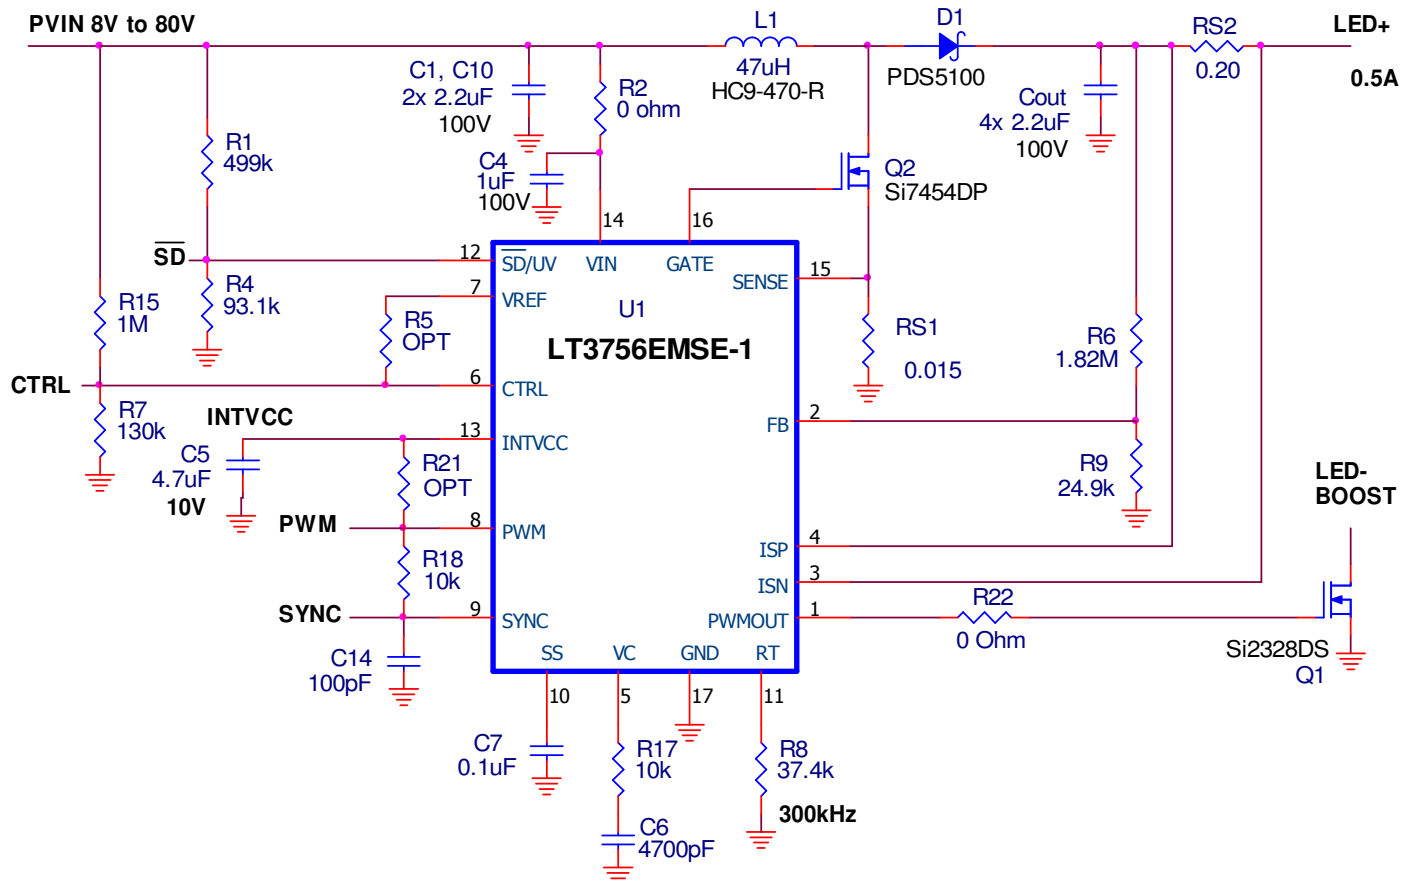 PVIN 8V to 80V
L1
47uH
HC9-470-R
D1
PDS5100
RS2
0.20
LED+
0.5A
C1, C10
2x 2.2uF
100V
R2
0 ohm
Cout
4x 2.2uF
100V
R1
499k
C4
1uF
100V
Q2
Si7454DP
14
16
SD
12
SD/UV
VIN
GATE
SENSE
15
7
VREF
U1
R15
1M
R4
93.1k
R5
OPT
LT3756EMSE-1
RS1
0.015
R6
1.82M
CTRL
6
CTRL
R7
130k
INTVCC
13
INTVCC
FB
2
C5
4.7uF
10V
R21
OPT
R9
24.9k
LED-
BOOST
PWM
8
PWM
ISP
4
R18
10k
ISN
3
SYNC
9
SYNC
PWMOUT
1
R22
0 Ohm
SS
VC
GND
RT
Si2328DS
Q1
C14
100pF
10
5
17
11
C7
0.1uF
R17
10k
R8
37.4k
300kHz
C6
4700pF